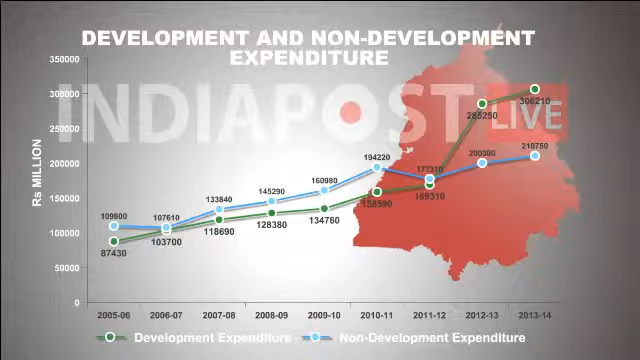 DEVELOPMENT AND NON-DEVELOPMENT
EXPENDITURE
INDIAPOST LIVE
Rs MILLION
350000
300000
250000
200000
150000
100000
50000
0
109600 107610 133840 145290 160980 194220 177310 200300 210750
87430 103700 118690 128380 134760 158590 169310 285250 306210
2005-06 2006-07 2007-08 2008-09 2009-10 2010-11 2011-12 2012-13 2013-14
Development Expenditure Non-Development Expenditure